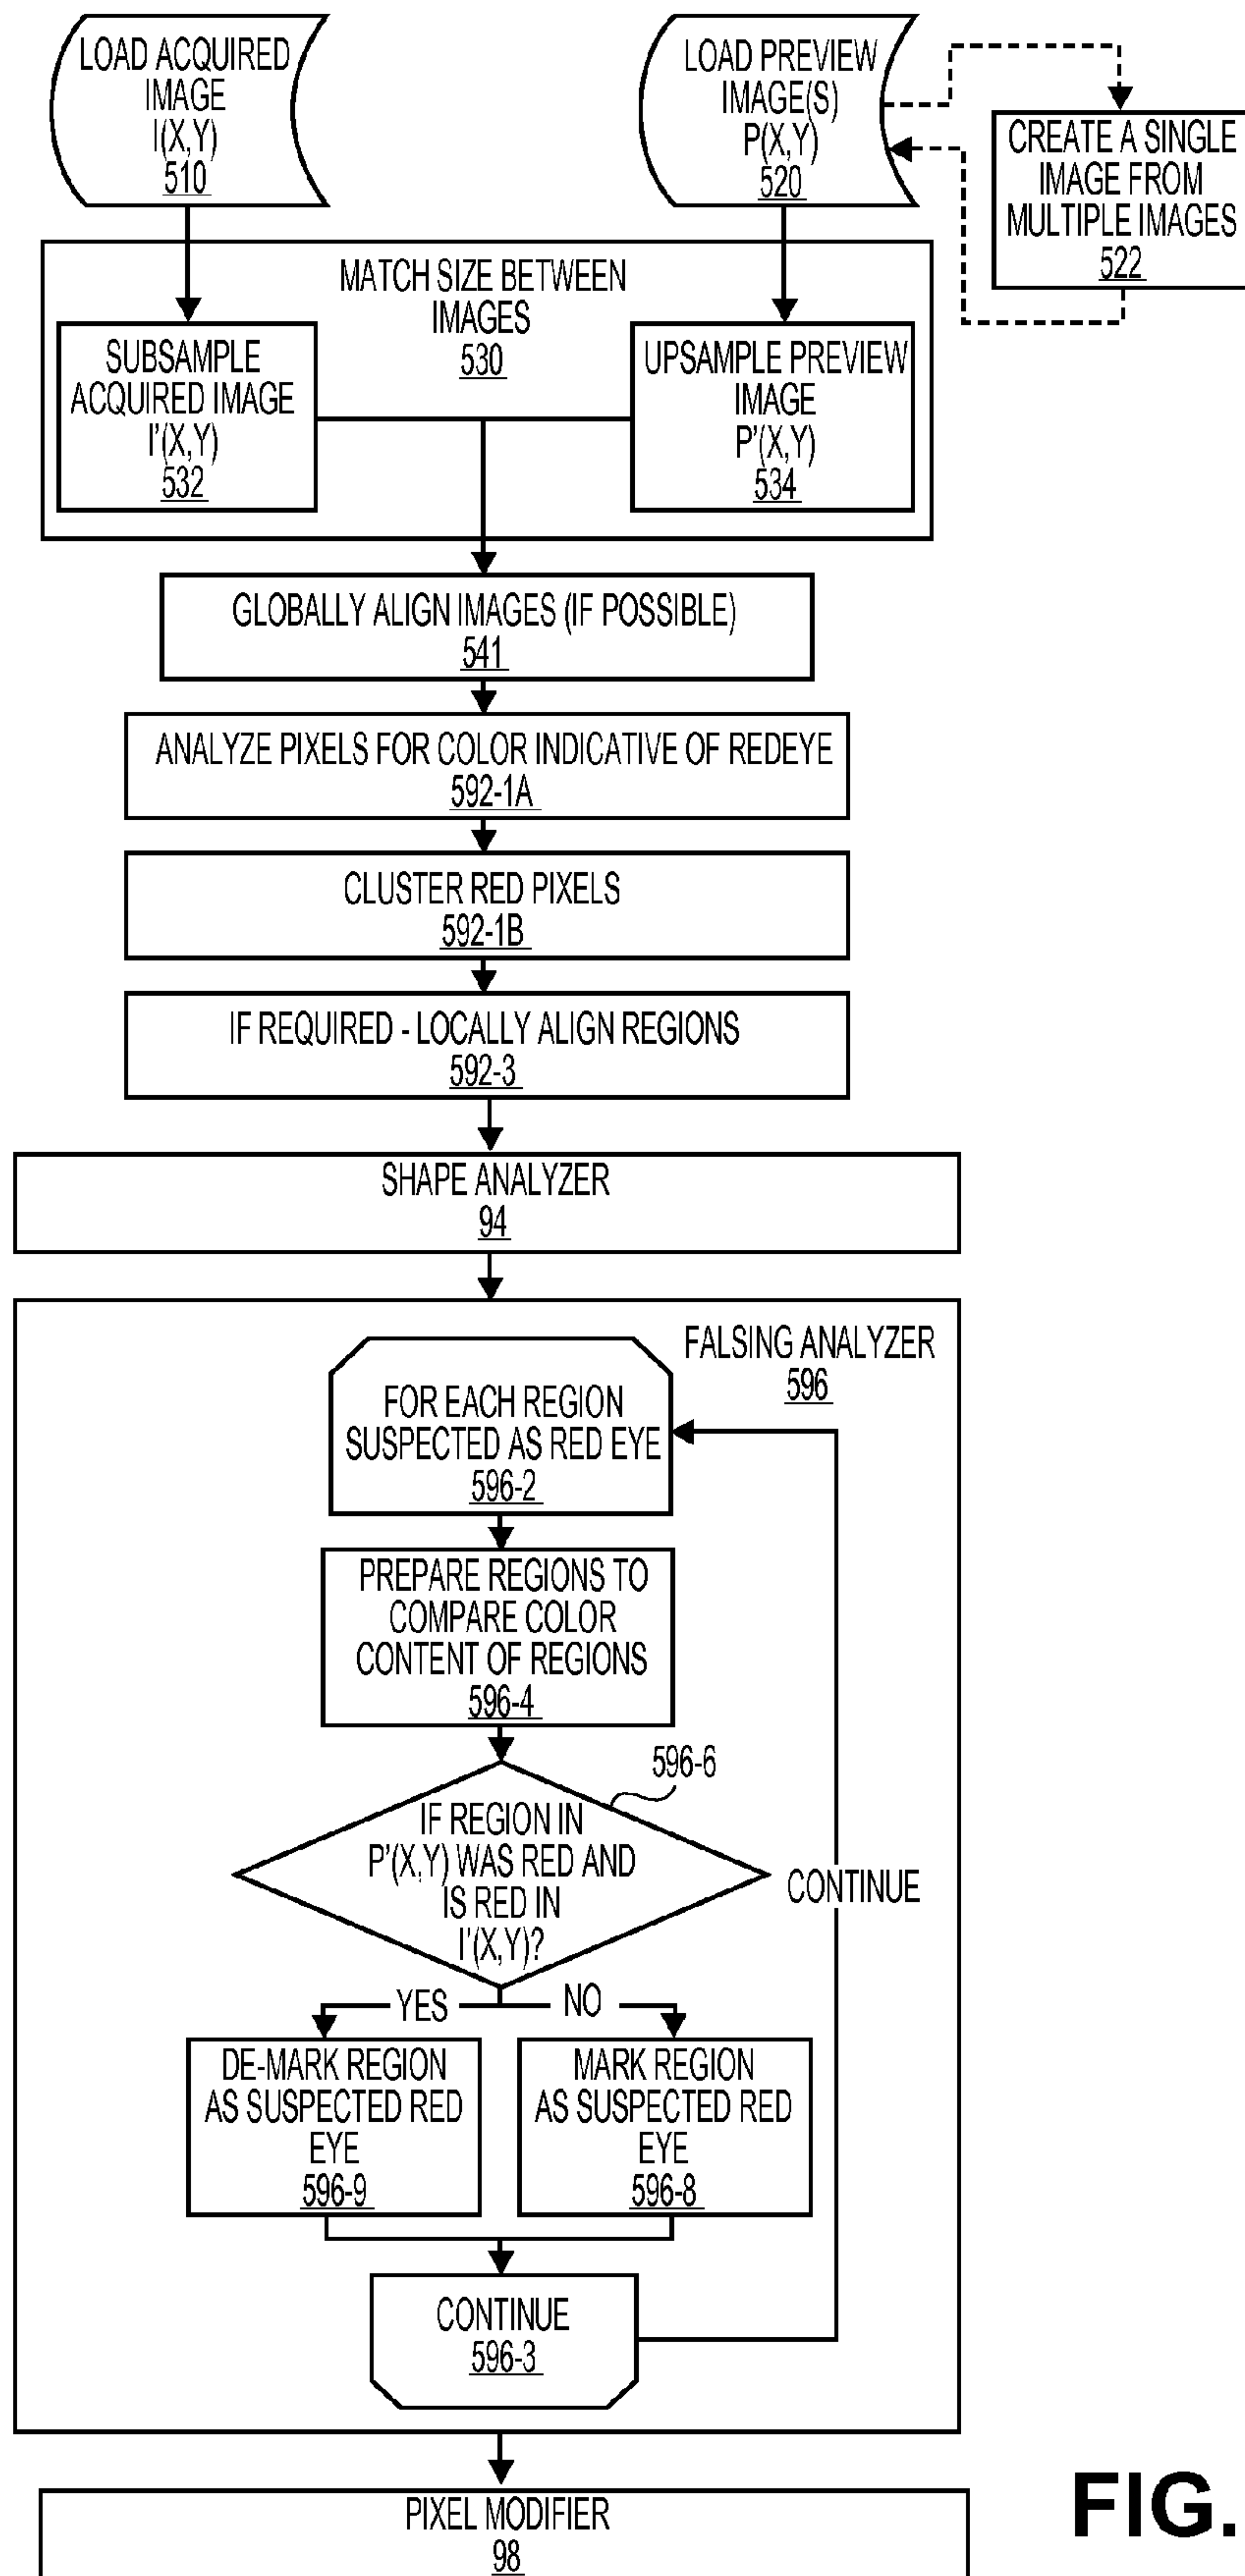 LOAD ACQUIRED
IMAGE
I(X,Y)
510
LOAD PREVIEW
IMAGE(S)
P(X,Y)
520
CREATE A SINGLE
IMAGE FROM
MULTIPLE IMAGES
522
MATCH SIZE BETWEEN
IMAGES
530
SUBSAMPLE
ACQUIRED IMAGE
I'(X,Y)
532
UPSAMPLE PREVIEW
IMAGE
P'(X,Y)
534
GLOBALLY ALIGN IMAGES (IF POSSIBLE)
541
ANALYZE PIXELS FOR COLOR INDICATIVE OF REDEYE
592-1A
CLUSTER RED PIXELS
592-1B
IF REQUIRED - LOCALLY ALIGN REGIONS
592-3
SHAPE ANALYZER
94
FALSING ANALYZER
596
FOR EACH REGION
SUSPECTED AS RED EYE
596-2
PREPARE REGIONS TO
COMPARE COLOR
CONTENT OF REGIONS
596-4
596-6
IF REGION IN
P'(X,Y) WAS RED AND
IS RED IN
I'(X,Y)?
CONTINUE
YES
NO
DE-MARK REGION
AS SUSPECTED RED
EYE
596-9
MARK REGION
AS SUSPECTED RED
EYE
596-8
CONTINUE
596-3
PIXEL MODIFIER
98
FIG.